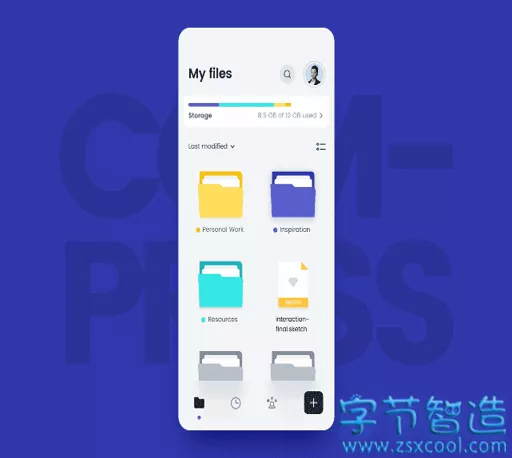 COM-
PRESS
My files
Storage
8.9 GB of 12 GB used >
Last modified
Personal Work
Inspiration
Resources
interaction-
final.sketch
字节智造
www.zsxcool.com